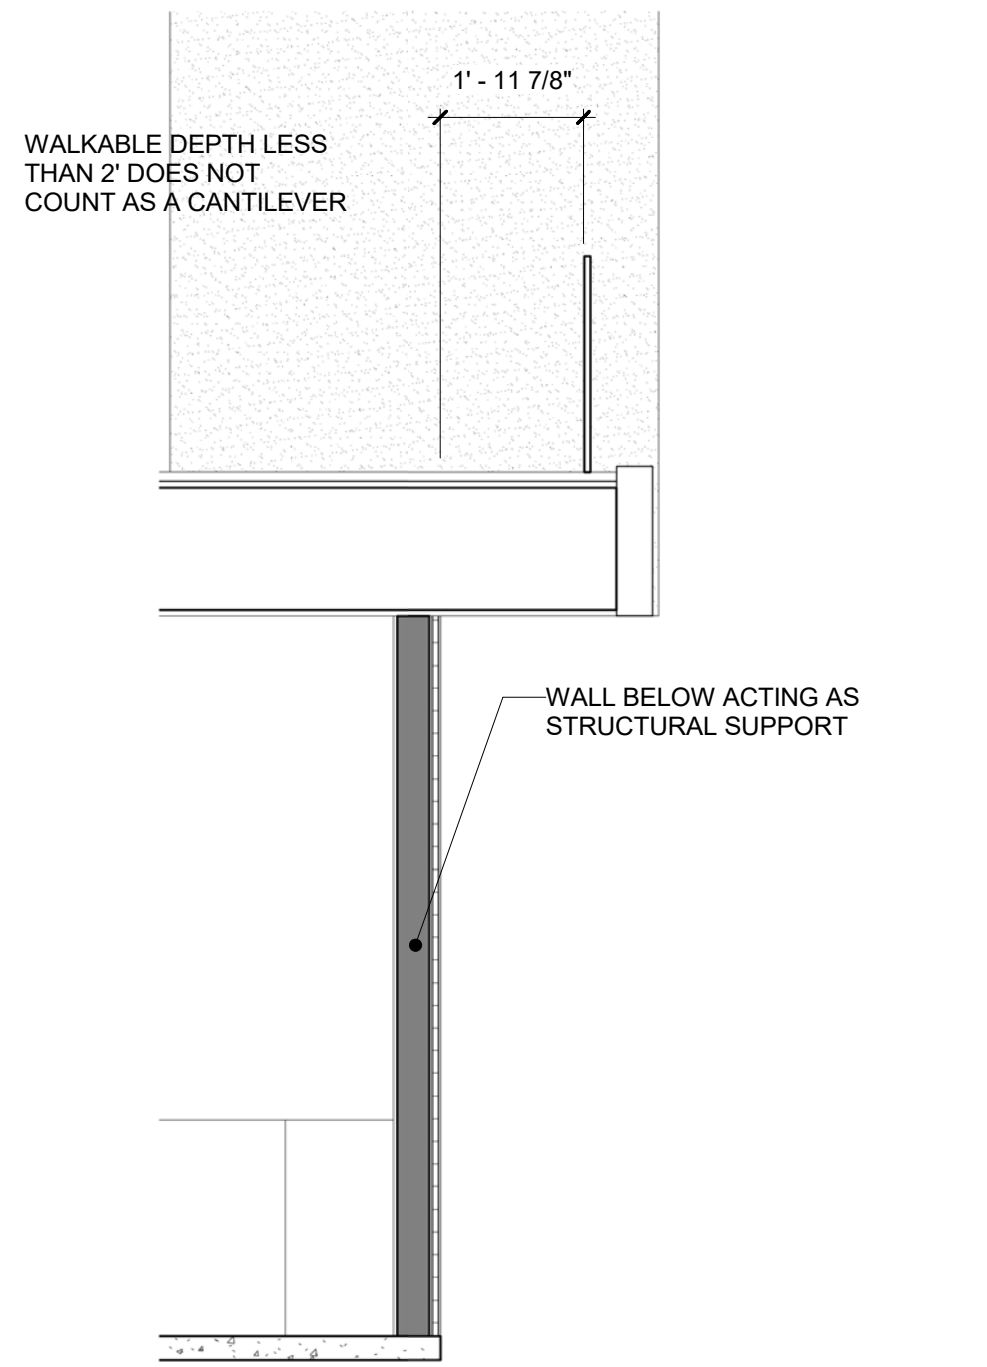 1' - 11 7/8"
WALKABLE DEPTH LESS
THAN 2' DOES NOT
COUNT AS A CANTILEVER
WALL BELOW ACTING AS
STRUCTURAL SUPPORT